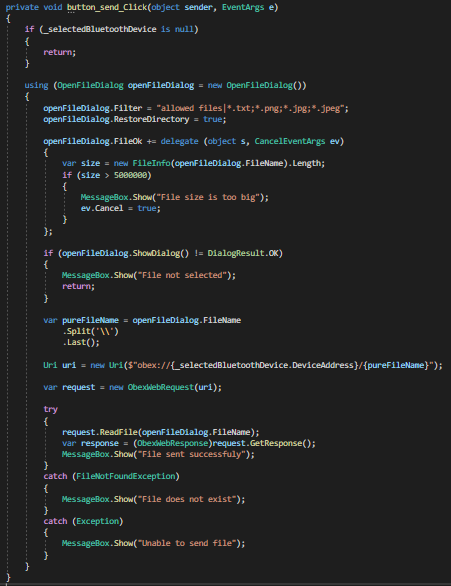 private void button_send_Click(object sender, EventArgs e)
{
if (_selectedBluetoothDevice is null)
{
return;
}
using (OpenFileDialog openFileDialog = new OpenFileDialog())
{
openFileDialog.Filter = "allowed files|*.txt;*.png;*.jpg;*.jpeg";
openFileDialog.RestoreDirectory = true;
openFileDialog.FileOk += delegate (object s, CancelEventArgs ev)
{
var size = new FileInfo(openFileDialog.FileName).Length;
if (size > 5000000)
{
MessageBox.Show("File size is too big");
ev.Cancel = true;
}
};
if (openFileDialog.ShowDialog() != DialogResult.OK)
{
MessageBox.Show("File not selected");
return;
}
var pureFileName = openFileDialog.FileName
.Split('\\')
.Last();
Uri uri = new Uri($"obex://{_selectedBluetoothDevice.DeviceAddress}/{pureFileName}");
var request = new ObexWebRequest(uri);
try
{
request.ReadFile(openFileDialog.FileName);
var response = (ObexWebResponse)request.GetResponse();
MessageBox.Show("File sent successfuly");
}
catch (FileNotFoundException)
{
MessageBox.Show("File does not exist");
}
catch (Exception)
{
MessageBox.Show("Unable to send file");
}
}
}